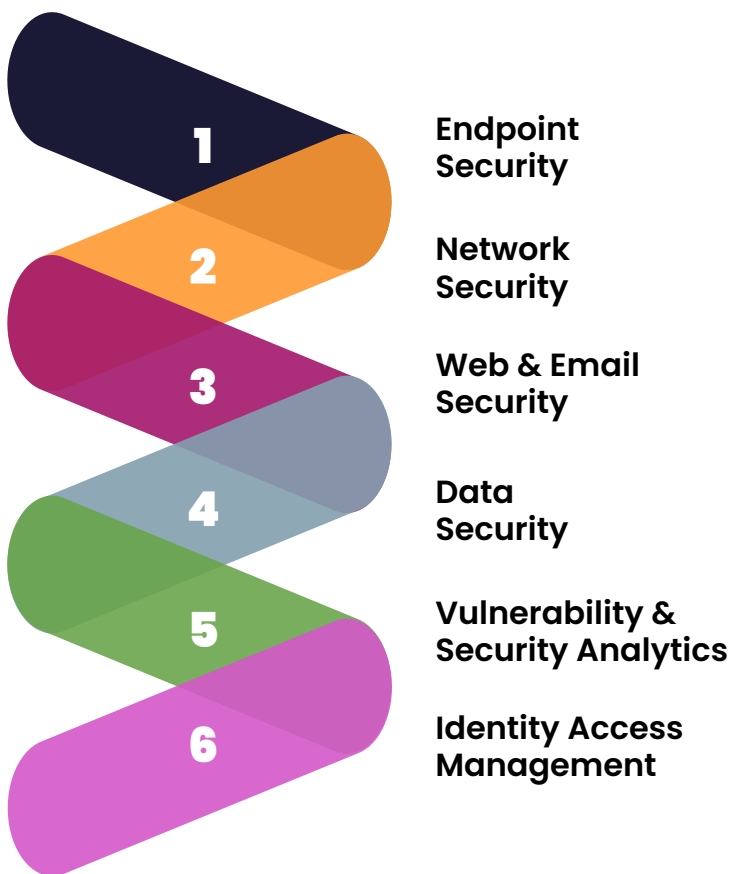 1
Endpoint
Security
2
Network
Security
3
Web & Email
Security
4
Data
Security
5
Vulnerability &
Security Analytics
6
Identity Access
Management